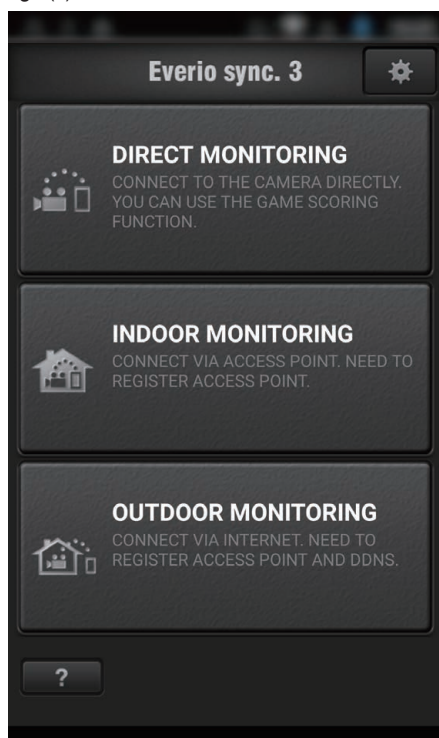 Everio sync. 3
DIRECT MONITORING
CONNECT TO THE CAMERA DIRECTLY.
YOU CAN USE THE GAME SCORING
FUNCTION.
INDOOR MONITORING
CONNECT VIA ACCESS POINT. NEED TO
REGISTER ACCESS POINT.
OUTDOOR MONITORING
CONNECT VIA INTERNET. NEED TO
REGISTER ACCESS POINT AND DDNS.
?